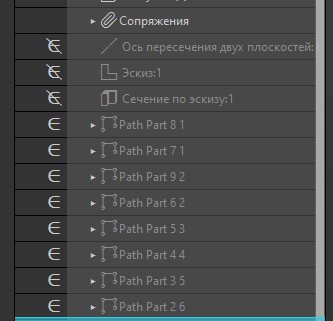 Сопряжения
Ось пересечения двух плоскостей:
Эскиз:1
Сечение по эскизу:1
Path Part 8 1
Path Part 7 1
Path Part 9 2
Path Part 6 2
Path Part 5 3
Path Part 4 4
Path Part 3 5
Path Part 2 6